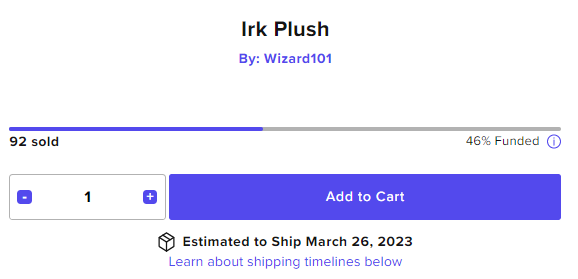 Irk Plush
By: Wizard101
92 sold
46% Funded
- 1 +
Add to Cart
Estimated to Ship March 26, 2023
Learn about shipping timelines below